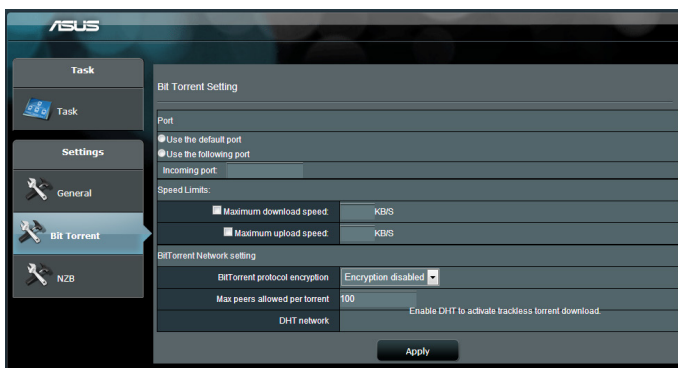 ASUS
Task
Task
Settings
General
Bit Torrent
NZB
Bit Torrent Setting
Port
Use the default port
Use the following port
Incoming port:
Speed Limits:
Maximum download speed: KB/S
Maximum upload speed: KB/S
BitTorrent Network setting
BitTorrent protocol encryption Encryption disabled
Max peers allowed per torrent 100
DHT network Enable DHT to activate trackless torrent download.
Apply